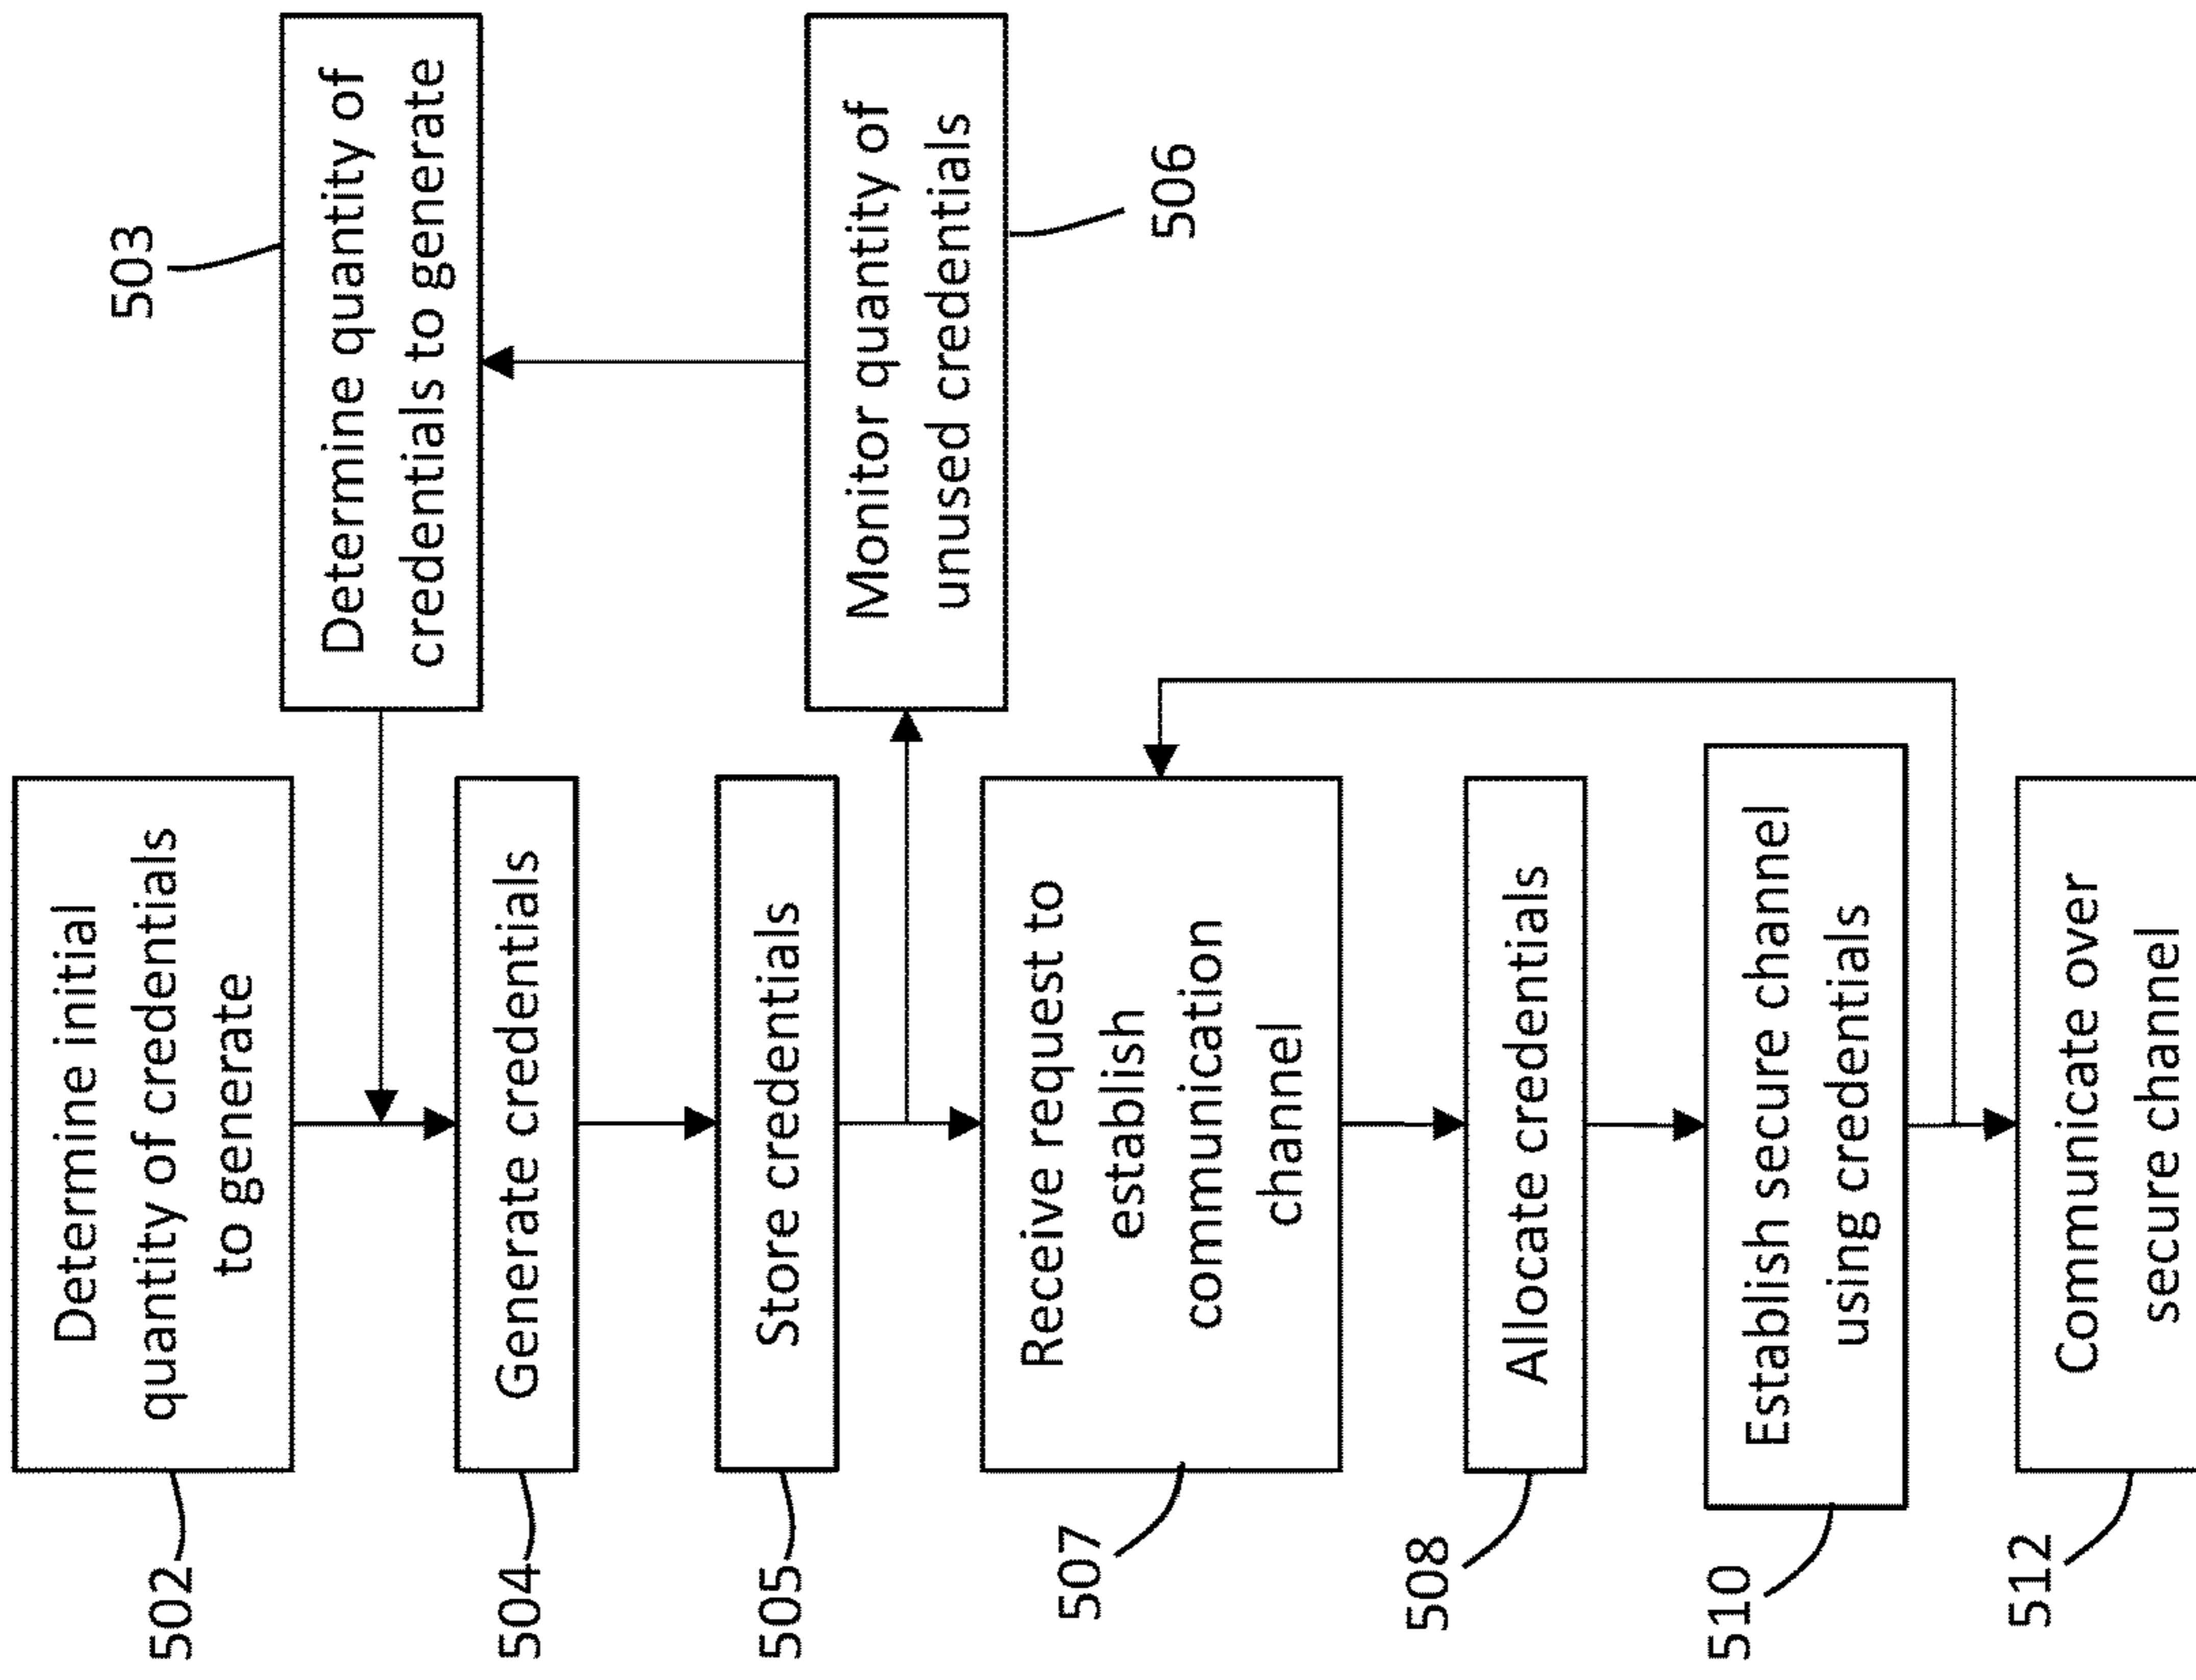 502
Determine initial
quantity of credentials
to generate
503
Determine quantity of
credentials to generate
504
Generate credentials
505
Store credentials
506
Monitor quantity of
unused credentials
507
Receive request to
establish
communication
channel
508
Allocate credentials
510
Establish secure channel
using credentials
512
Communicate over
secure channel